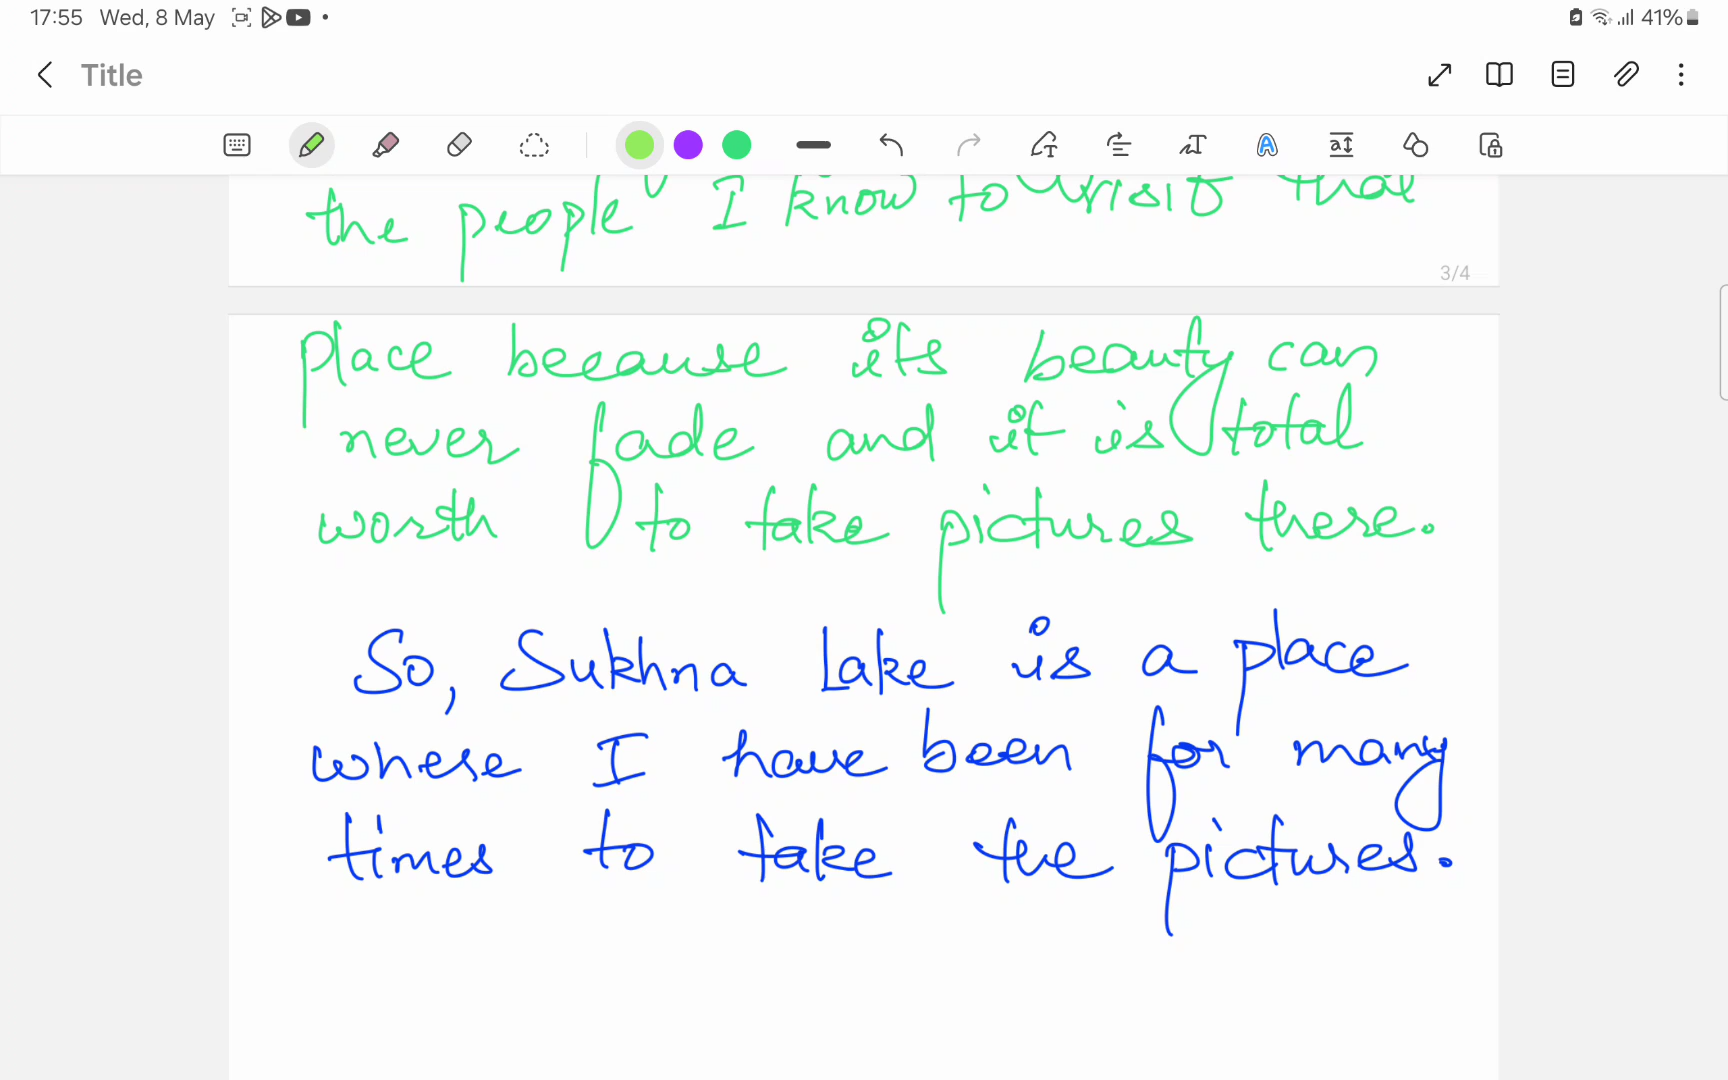 17:55 Wed, 8 May 41%
Title
the people I know to visit that
3/4
place because its beauty can
never fade and it is total
worth to take pictures there.
So, Sukhna Lake is a place
where I have been for many
times to take the pictures.